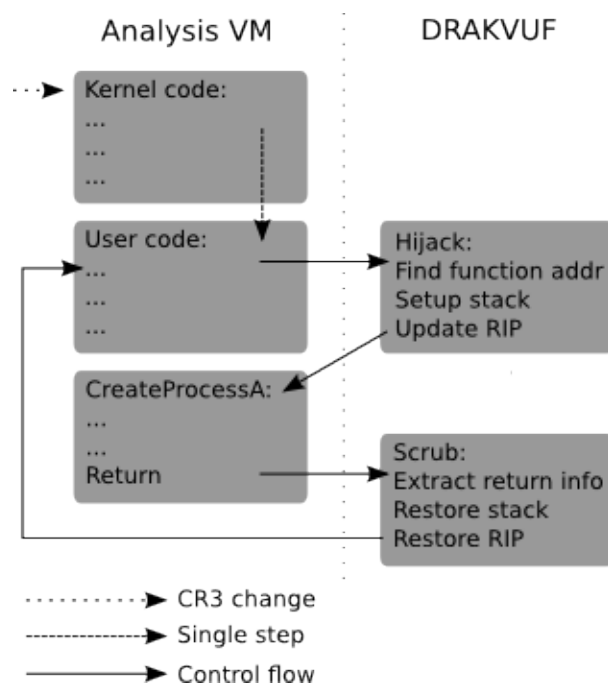 Analysis VM
DRAKVUF
Kernel code:
...
...
...
User code:
...
...
...
Hijack:
Find function addr
Setup stack
Update RIP
CreateProcessA:
...
...
Return
Scrub:
Extract return info
Restore stack
Restore RIP
CR3 change
Single step
Control flow